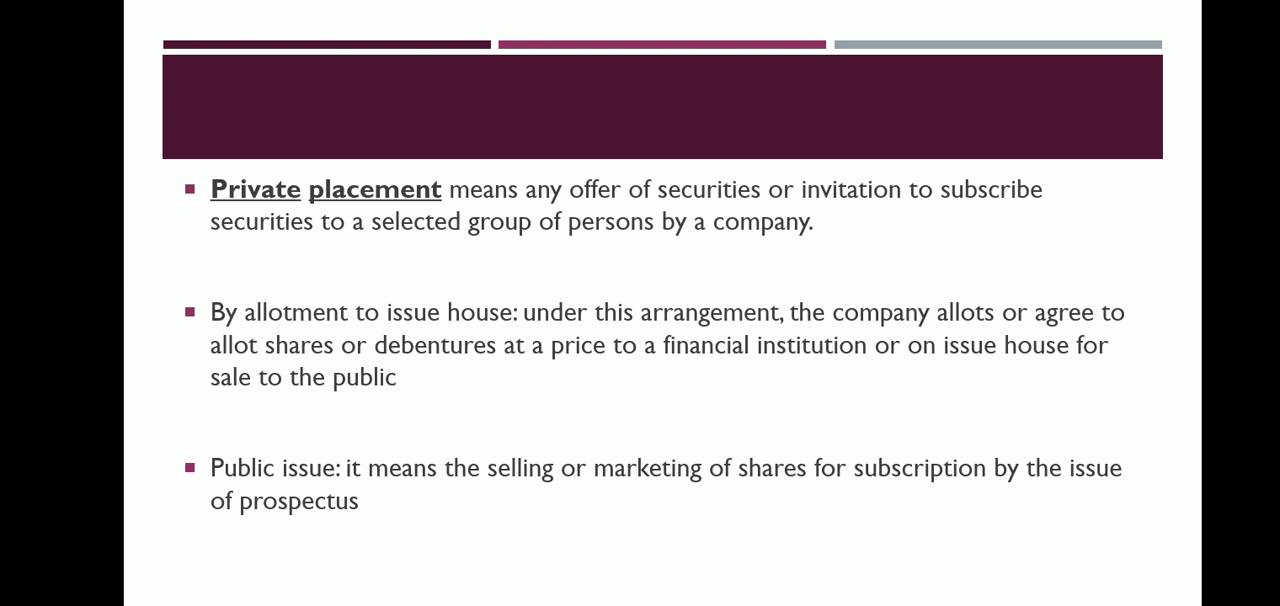 Private placement means any offer of securities or invitation to subscribe
securities to a selected group of persons by a company.
By allotment to issue house: under this arrangement, the company allots or agree to
allot shares or debentures at a price to a financial institution or on issue house for
sale to the public
Public issue: it means the selling or marketing of shares for subscription by the issue
of prospectus